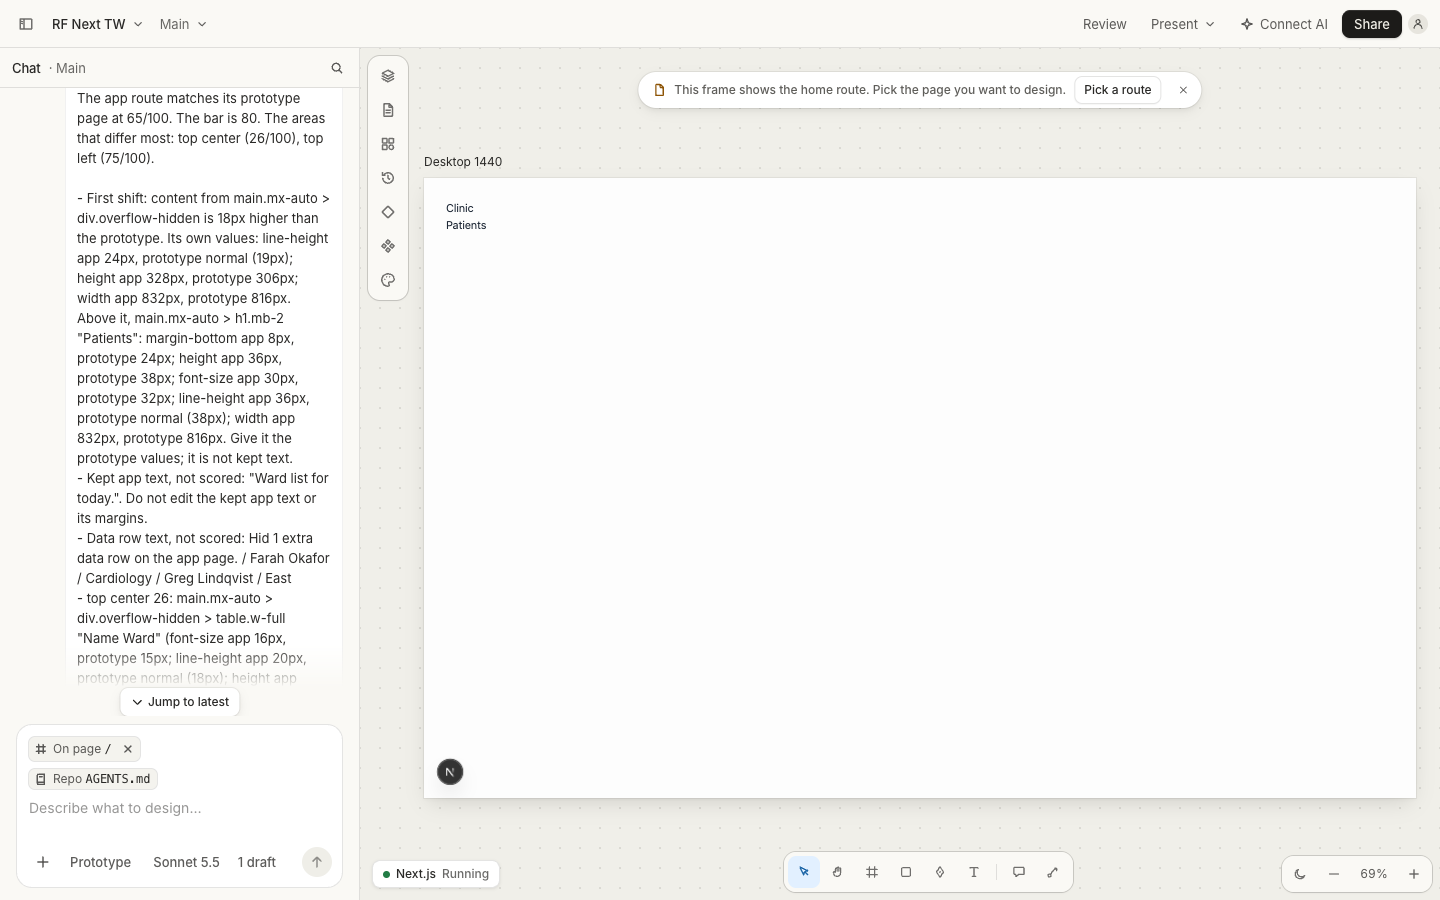 RF Next TW
Main
Review
Present
Connect AI
Share
Chat · Main
The app route matches its prototype
page at 65/100. The bar is 80. The areas
that differ most: top center (26/100), top
left (75/100).
- First shift: content from main.mx-auto >
div.overflow-hidden is 18px higher than
the prototype. Its own values: line-height
app 24px, prototype normal (19px);
height app 328px, prototype 306px;
width app 832px, prototype 816px.
Above it, main.mx-auto > h1.mb-2
"Patients": margin-bottom app 8px,
prototype 24px; height app 36px,
prototype 38px; font-size app 30px,
prototype 32px; line-height app 36px,
prototype normal (38px); width app
832px, prototype 816px. Give it the
prototype values; it is not kept text.
- Kept app text, not scored: "Ward list for
today.". Do not edit the kept app text or
its margins.
- Data row text, not scored: Hid 1 extra
data row on the app page. / Farah Okafor
/ Cardiology / Greg Lindqvist / East
- top center 26: main.mx-auto >
div.overflow-hidden > table.w-full
"Name Ward" (font-size app 16px,
prototype 15px; line-height app 20px,
prototype normal (18px); height app
Jump to latest
On page /
Repo AGENTS.md
Describe what to design...
Prototype
Sonnet 5.5
1 draft
This frame shows the home route. Pick the page you want to design.
Pick a route
Desktop 1440
Clinic
Patients
N
Next.js Running
T
69%